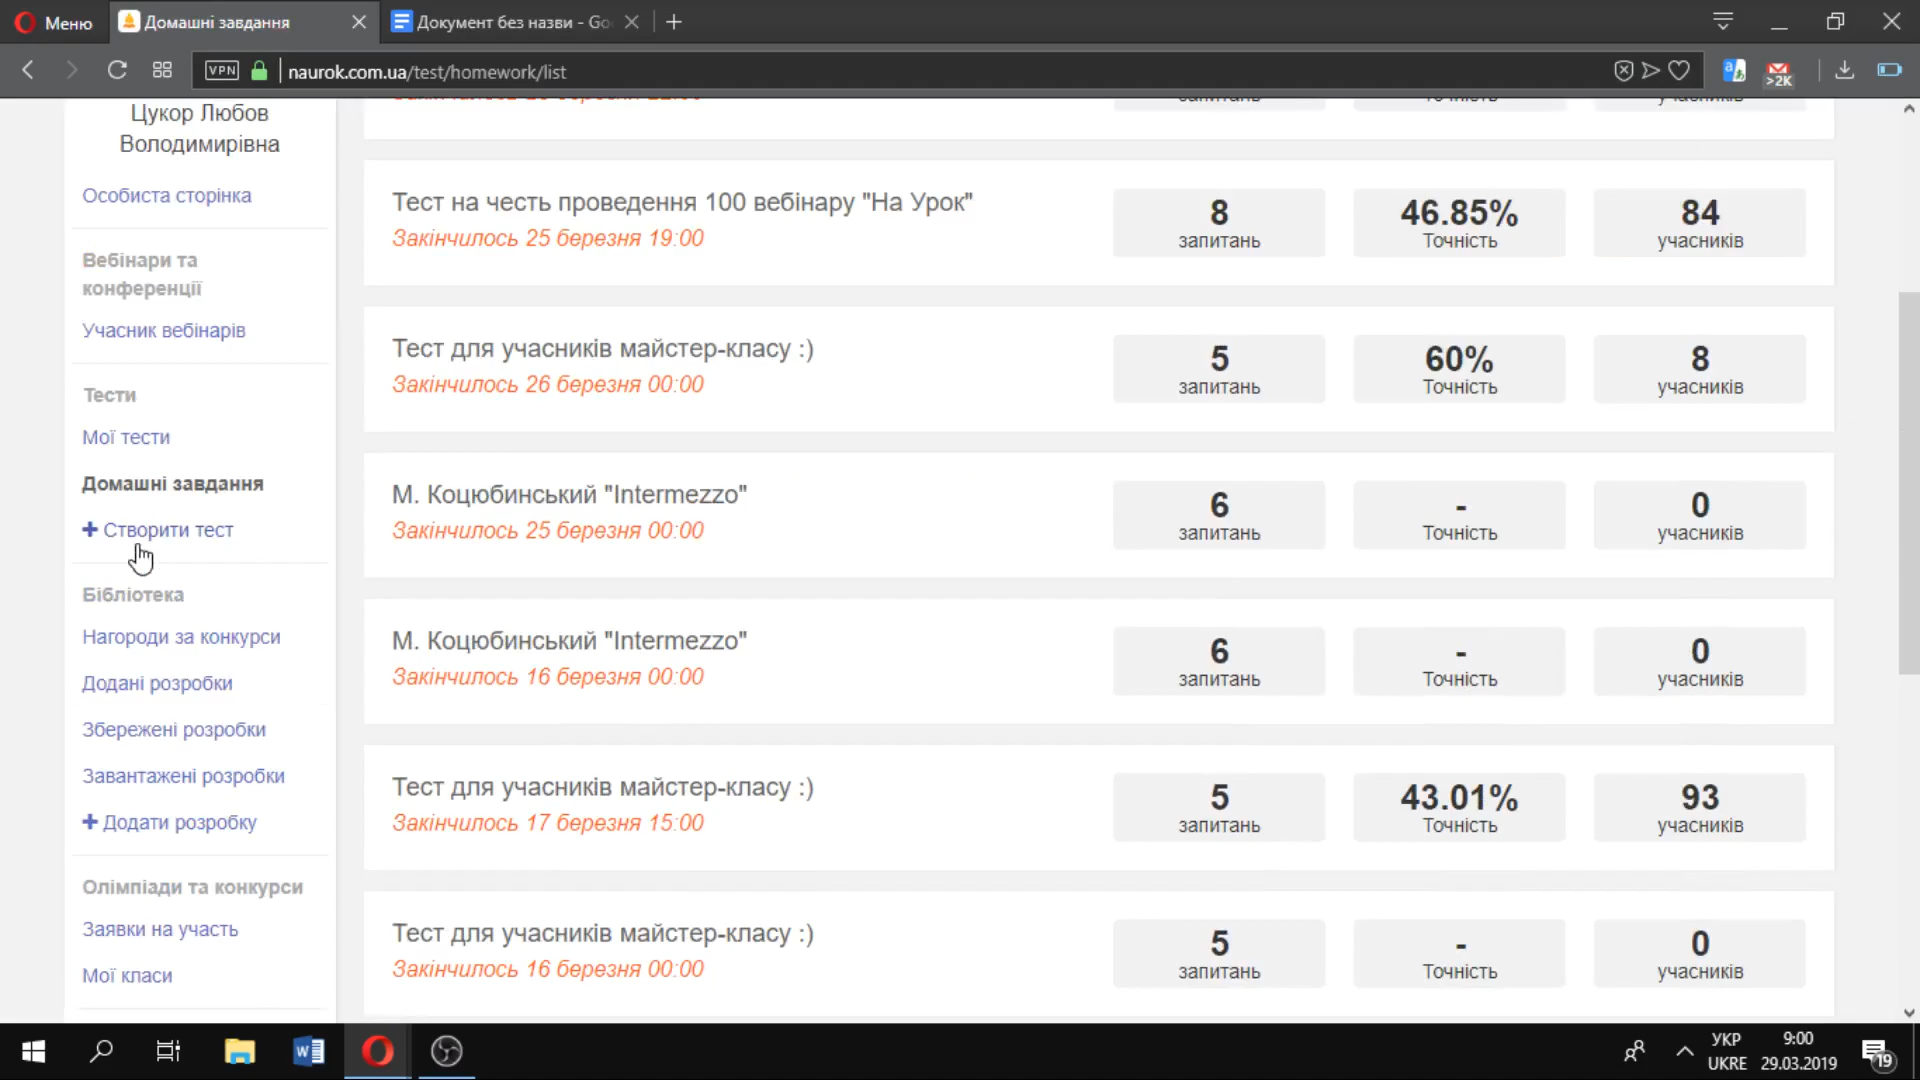 Меню
Домашні завдання
Документ без назви - Go
VPN
naurok.com.ua/test/homework/list
>2K
Цукор Любов
Володимирівна
Особиста сторінка
Вебінари та
конференції
Учасник вебінарів
Тести
Мої тести
Домашні завдання
+ Створити тест
Бібліотека
Нагороди за конкурси
Додані розробки
Збережені розробки
Завантажені розробки
+ Додати розробку
Олімпіади та конкурси
Заявки на участь
Мої класи
Тест на честь проведення 100 вебінару "На Урок"
Закінчилось 25 березня 19:00
8
запитань
46.85%
Точність
84
учасників
Тест для учасників майстер-класу :)
Закінчилось 26 березня 00:00
5
запитань
60%
Точність
8
учасників
М. Коцюбинський "Intermezzo"
Закінчилось 25 березня 00:00
6
запитань
-
Точність
0
учасників
М. Коцюбинський "Intermezzo"
Закінчилось 16 березня 00:00
6
запитань
-
Точність
0
учасників
Тест для учасників майстер-класу :)
Закінчилось 17 березня 15:00
5
запитань
43.01%
Точність
93
учасників
Тест для учасників майстер-класу :)
Закінчилось 16 березня 00:00
5
запитань
-
Точність
0
учасників
УКР
UKRE
9:00
29.03.2019
19